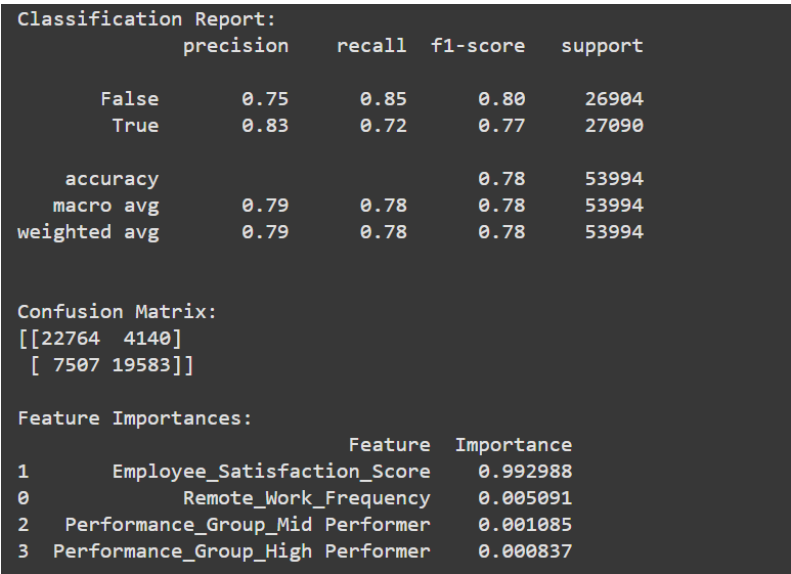 Classification Report:
precision recall f1-score support
False 0.75 0.85 0.80 26904
True 0.83 0.72 0.77 27090
accuracy 0.78 53994
macro avg 0.79 0.78 0.78 53994
weighted avg 0.79 0.78 0.78 53994
Confusion Matrix:
[[22764 4140]
[ 7507 19583]]
Feature Importances:
Feature Importance
1 Employee_Satisfaction_Score 0.992988
0 Remote_Work_Frequency 0.005091
2 Performance_Group_Mid Performer 0.001085
3 Performance_Group_High Performer 0.000837